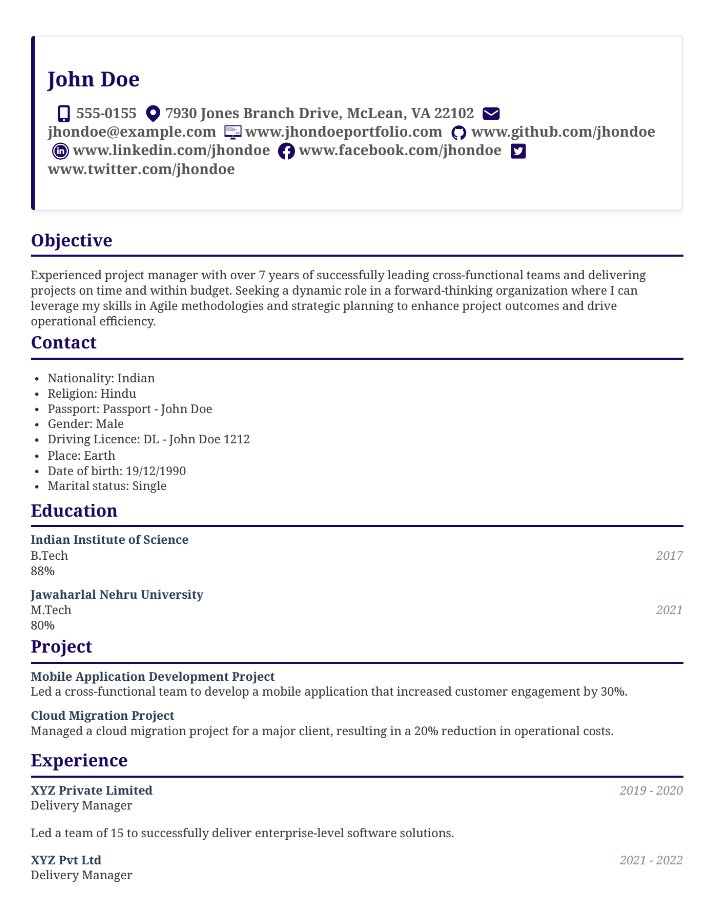 John Doe
555-0155 7930 Jones Branch Drive, McLean, VA 22102
jhondoe@example.com www.jhondoeportfolio.com www.github.com/jhondoe
www.linkedin.com/jhondoe www.facebook.com/jhondoe
www.twitter.com/jhondoe
Objective
Experienced project manager with over 7 years of successfully leading cross-functional teams and delivering
projects on time and within budget. Seeking a dynamic role in a forward-thinking organization where I can
leverage my skills in Agile methodologies and strategic planning to enhance project outcomes and drive
operational efficiency.
Contact
• Nationality: Indian
• Religion: Hindu
• Passport: Passport - John Doe
• Gender: Male
• Driving Licence: DL - John Doe 1212
• Place: Earth
• Date of birth: 19/12/1990
• Marital status: Single
Education
Indian Institute of Science
B.Tech 2017
88%
Jawaharlal Nehru University
M.Tech 2021
80%
Project
Mobile Application Development Project
Led a cross-functional team to develop a mobile application that increased customer engagement by 30%.
Cloud Migration Project
Managed a cloud migration project for a major client, resulting in a 20% reduction in operational costs.
Experience
XYZ Private Limited 2019 - 2020
Delivery Manager
Led a team of 15 to successfully deliver enterprise-level software solutions.
XYZ Pvt Ltd 2021 - 2022
Delivery Manager